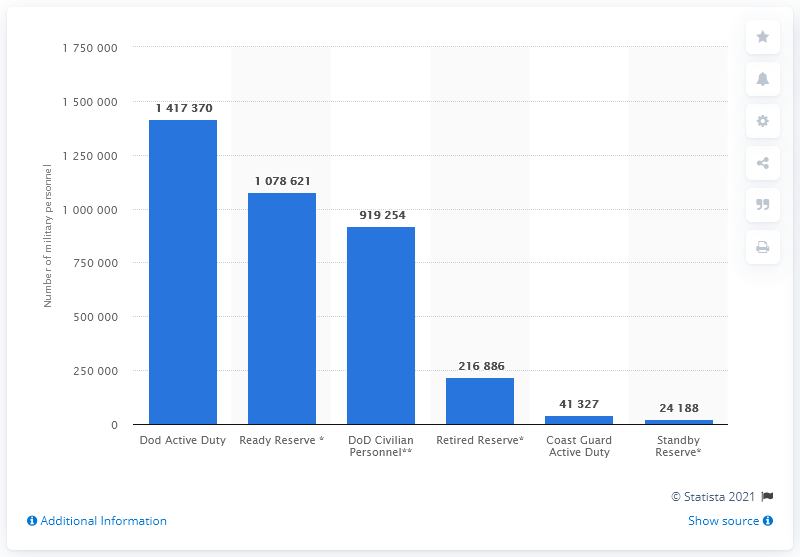 1 750 000
1 500 000
1 250 000
1 000 000
750 000
500 000
250 000
0
Number of military personnel
1 417 370
1 078 621
919 254
216 886
41 327
24 188
Dod Active Duty
Ready Reserve *
DoD Civilian
Personnel**
Retired Reserve*
Coast Guard
Active Duty
Standby
Reserve*
© Statista 2021
Additional Information
Show source